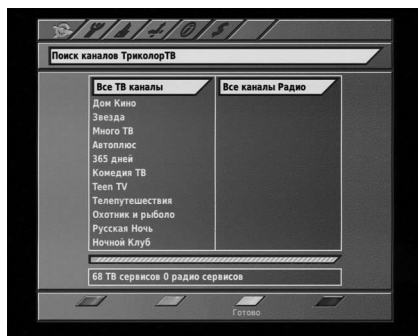 Поиск каналов ТриколорТВ
Все ТВ каналы
Все каналы Радио
Дом Кино
Звезда
Много ТВ
Автоплюс
365 дней
Комедия ТВ
Teen TV
Телепутешествия
Охотник и рыболо
Русская Ночь
Ночной Клуб
68 ТВ сервисов 0 радио сервисов
Готово